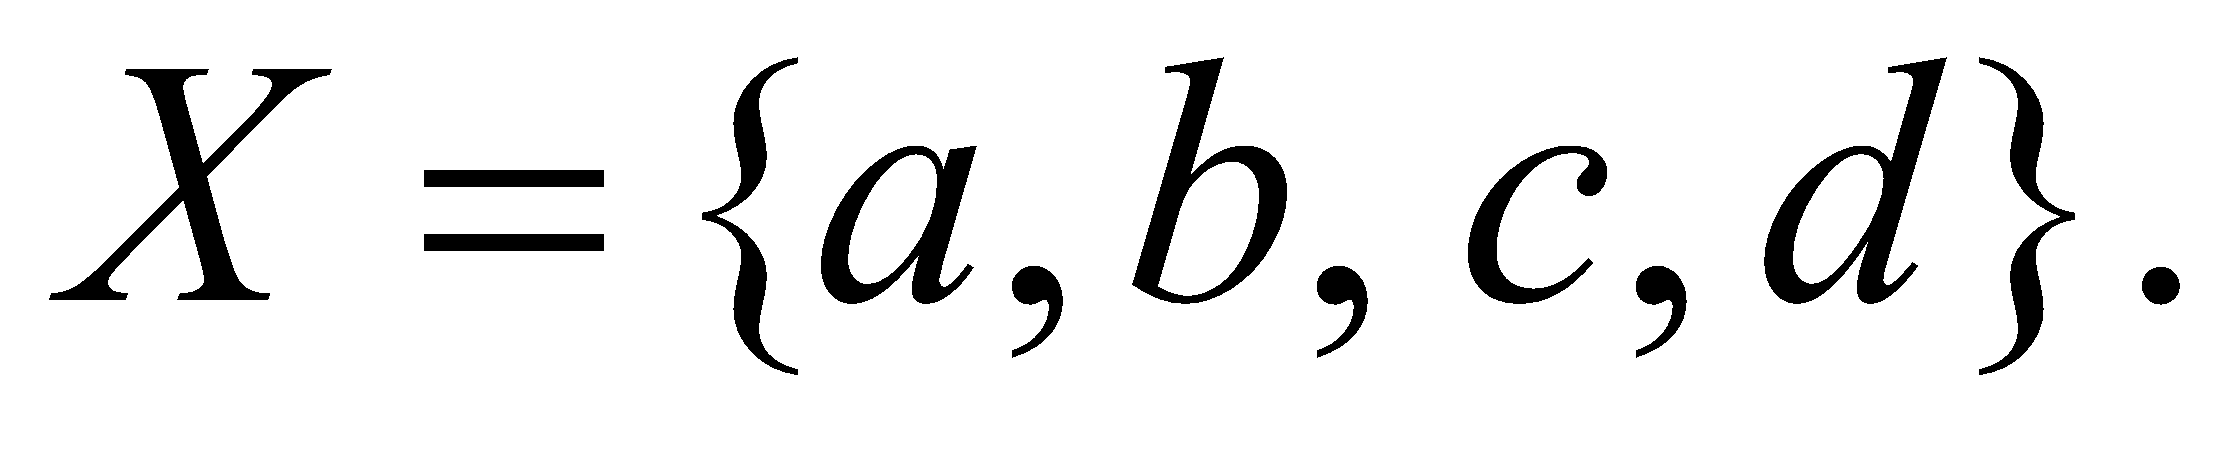 X = {a, b, c, d}.